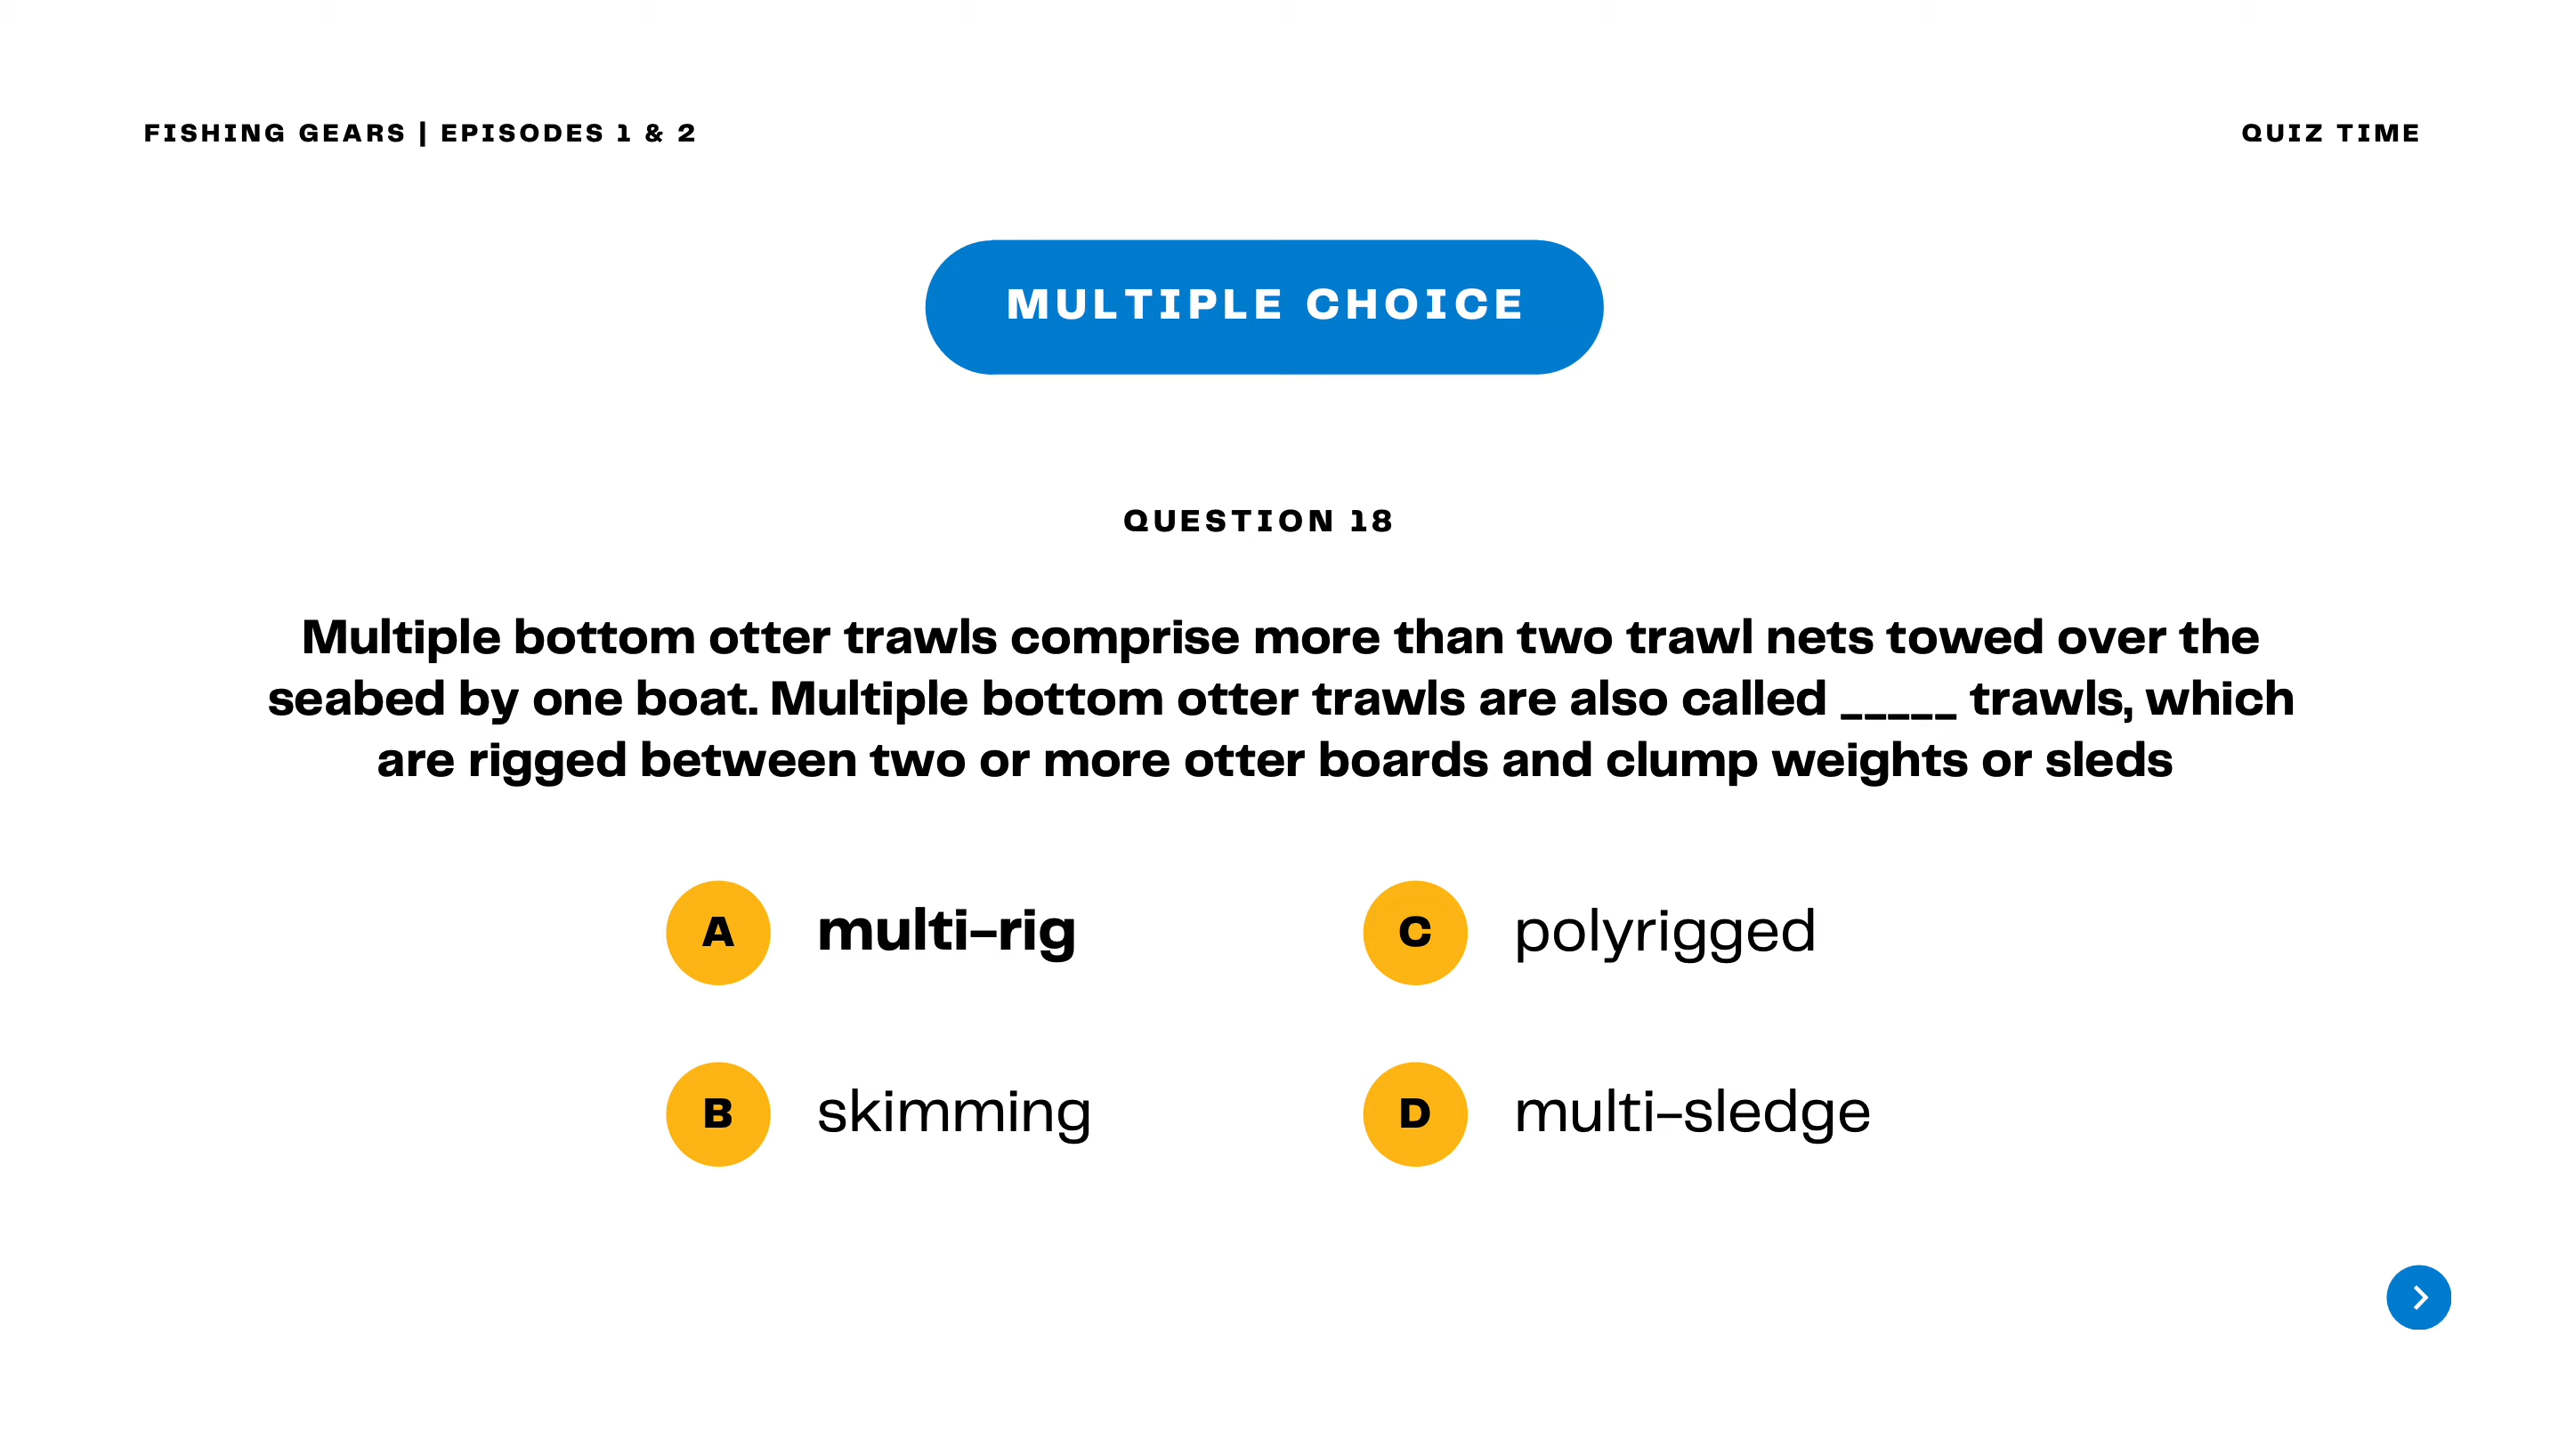 FISHING GEARS | EPISODES 1 & 2
QUIZ TIME
MULTIPLE CHOICE
QUESTION 18
Multiple bottom otter trawls comprise more than two trawl nets towed over the
seabed by one boat. Multiple bottom otter trawls are also called _____ trawls, which
are rigged between two or more otter boards and clump weights or sleds
A multi-rig
B skimming
C polyrigged
D multi-sledge